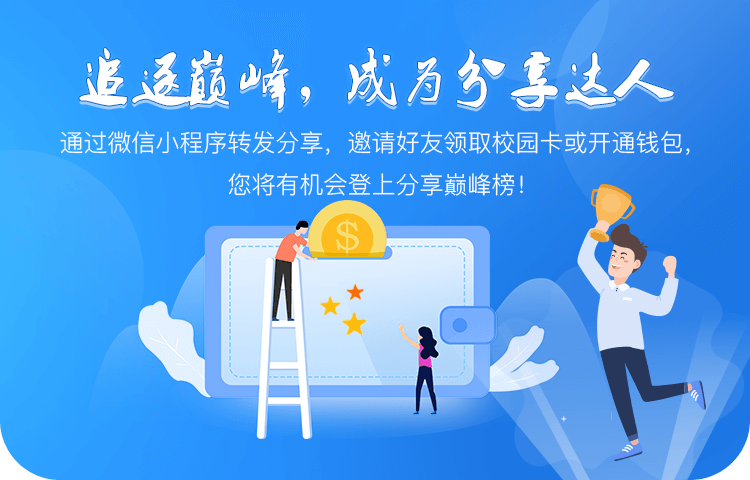 追逐巅峰，成为分享达人
通过微信小程序转发分享，邀请好友领取校园卡或开通钱包，
您将有机会登上分享巅峰榜！
$